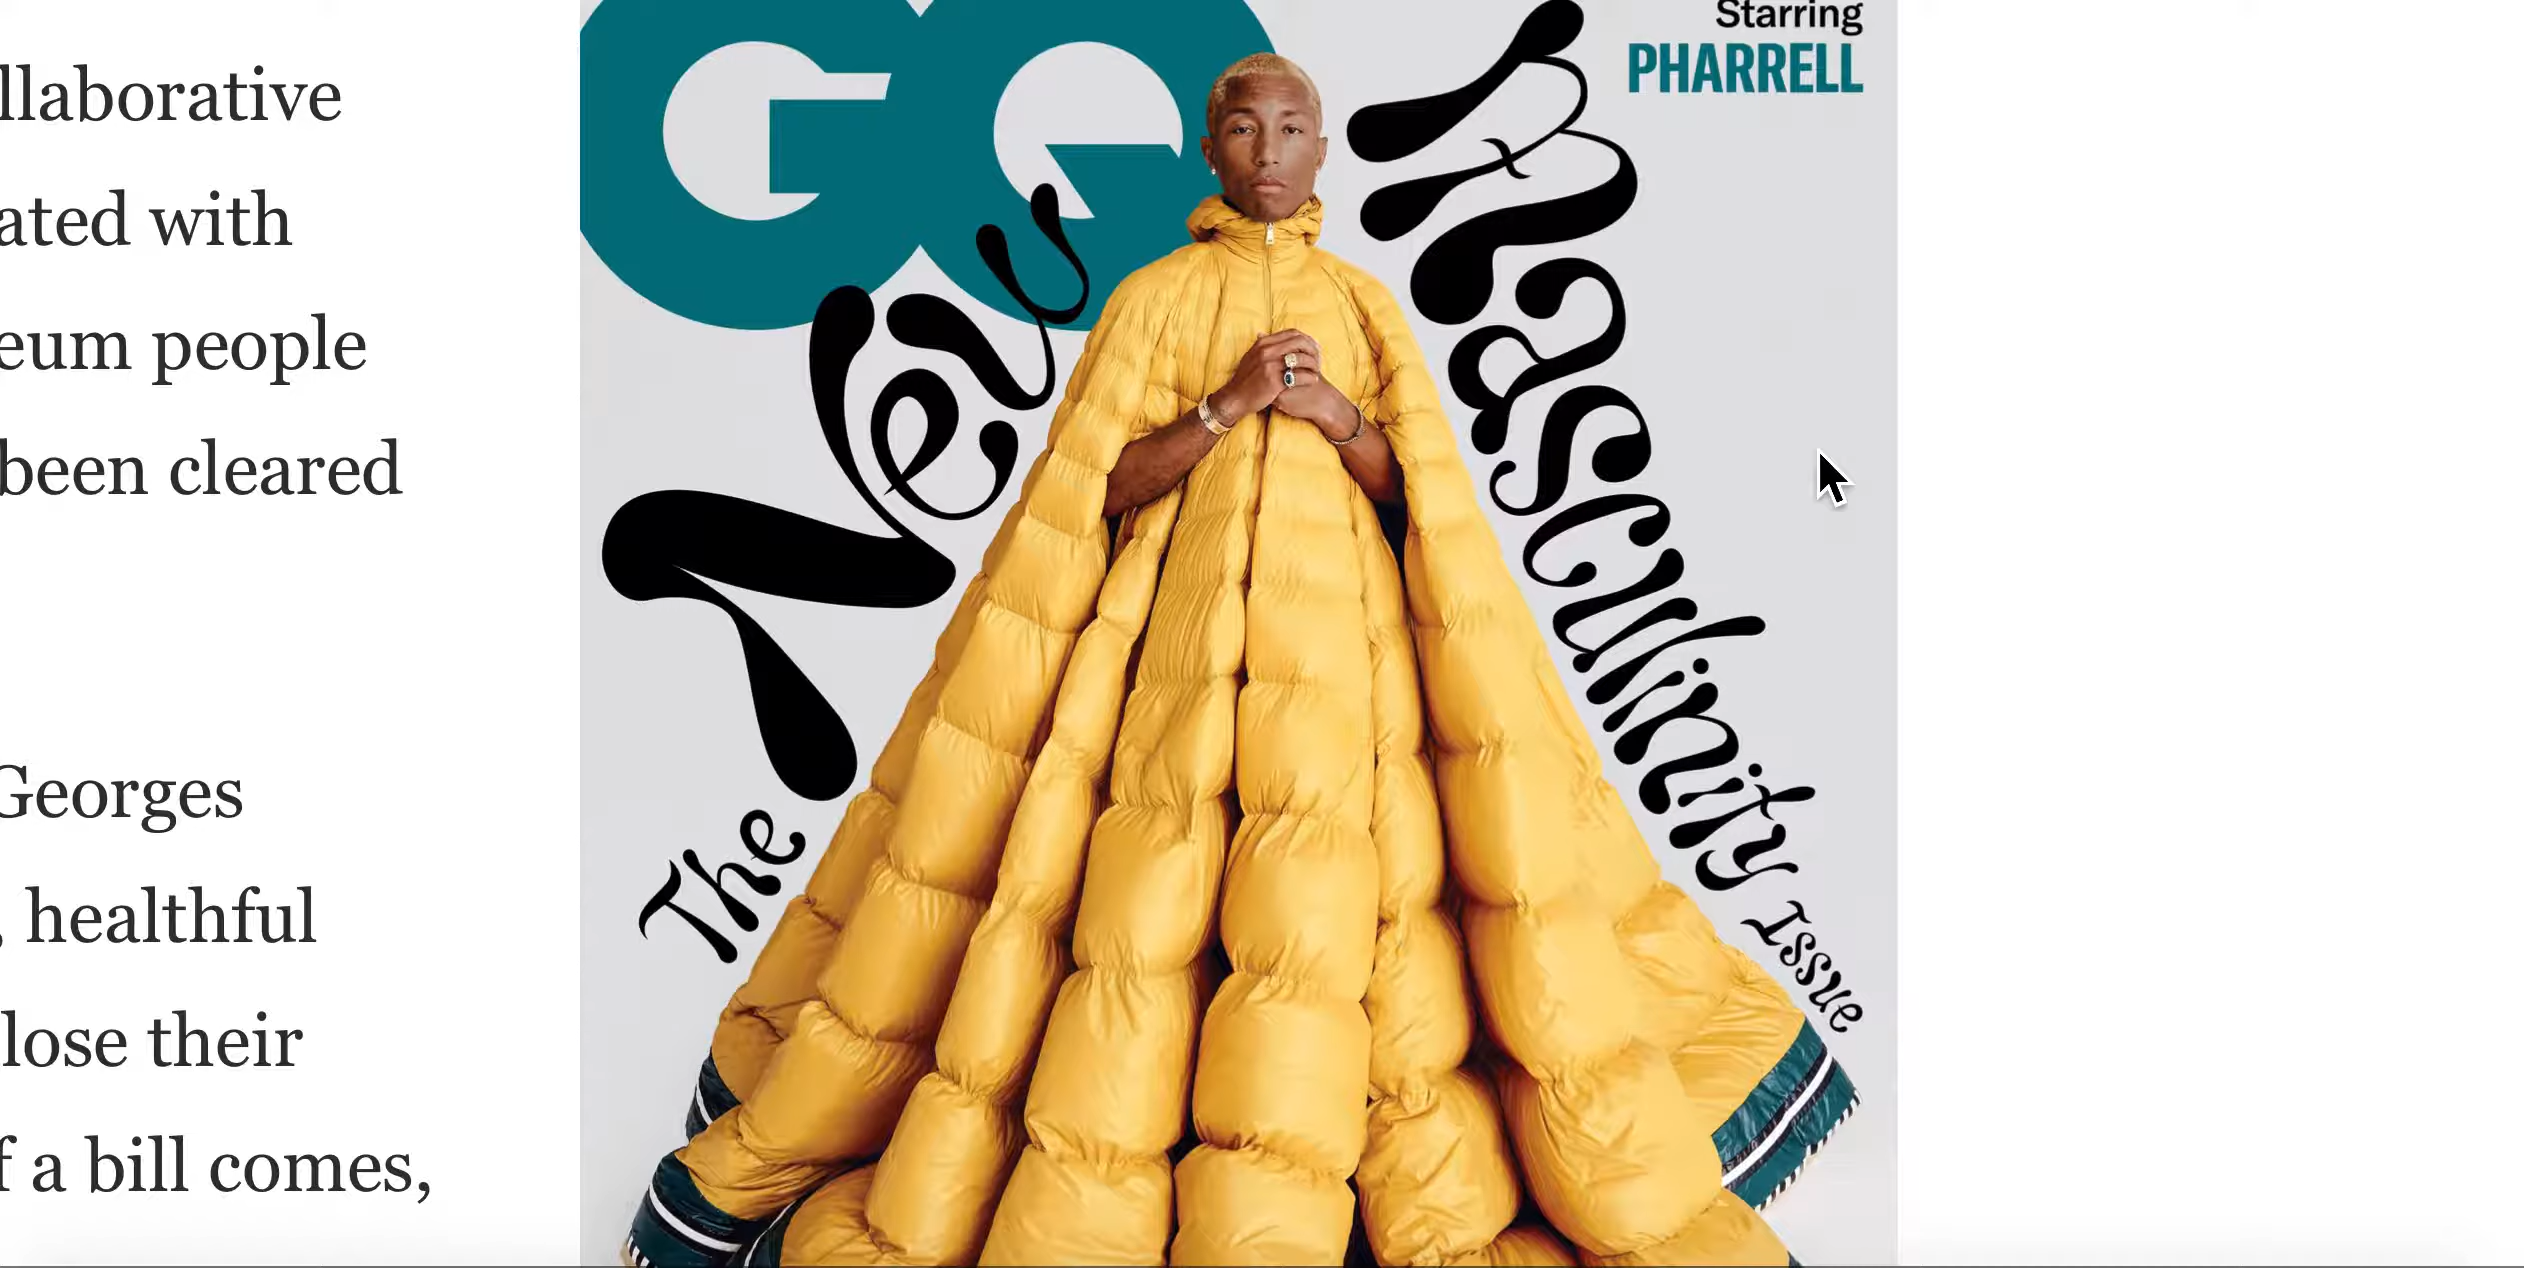 llaborative
ated with
eum people
been cleared
Georges
, healthful
lose their
f a bill comes,
GQ
Starring
PHARRELL
The New
Masculinity Issue